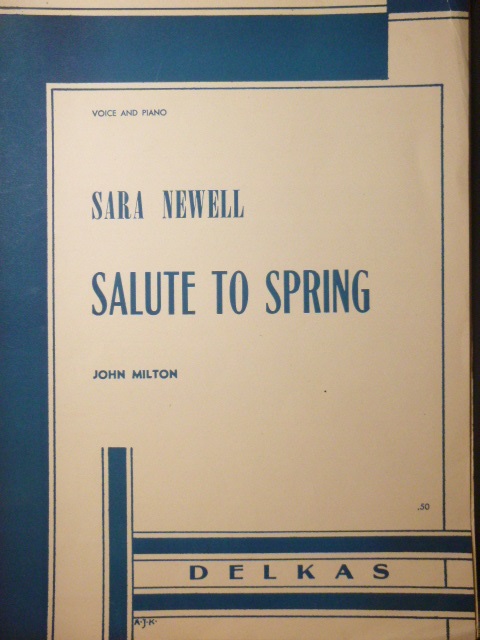 VOICE AND PIANO
SARA NEWELL
SALUTE TO SPRING
JOHN MILTON
.50
DELKAS
A.J.K.